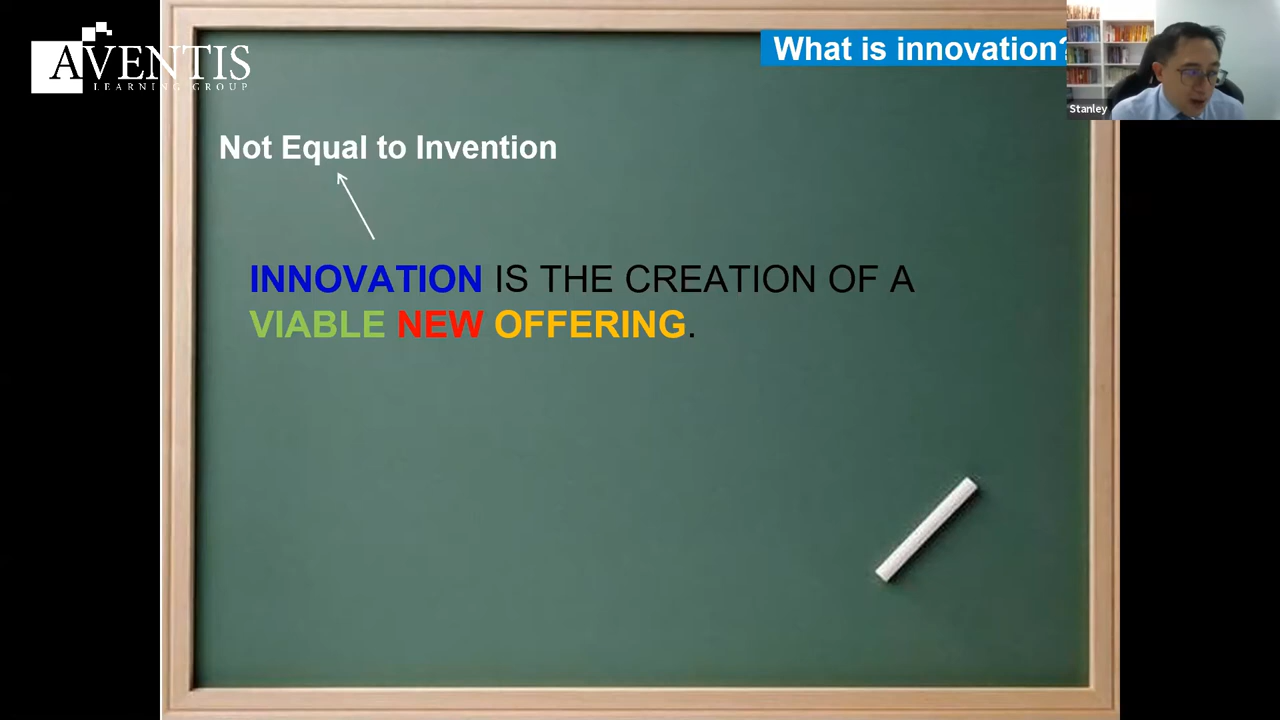 AVENTIS
LEARNING GROUP
What is innovation?
Stanley
Not Equal to Invention
INNOVATION IS THE CREATION OF A
VIABLE NEW OFFERING.